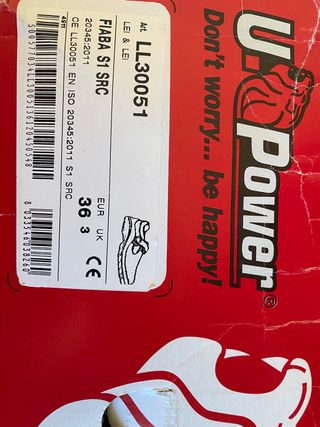 U-Power®
Don't worry... be happy!
Art. LL30051
LEI & LEI
FIABA S1 SRC
20345:2011
EUR UK
36 3
CE
CE LL30051 EN ISO 20345:2011 S1 SRC
4911